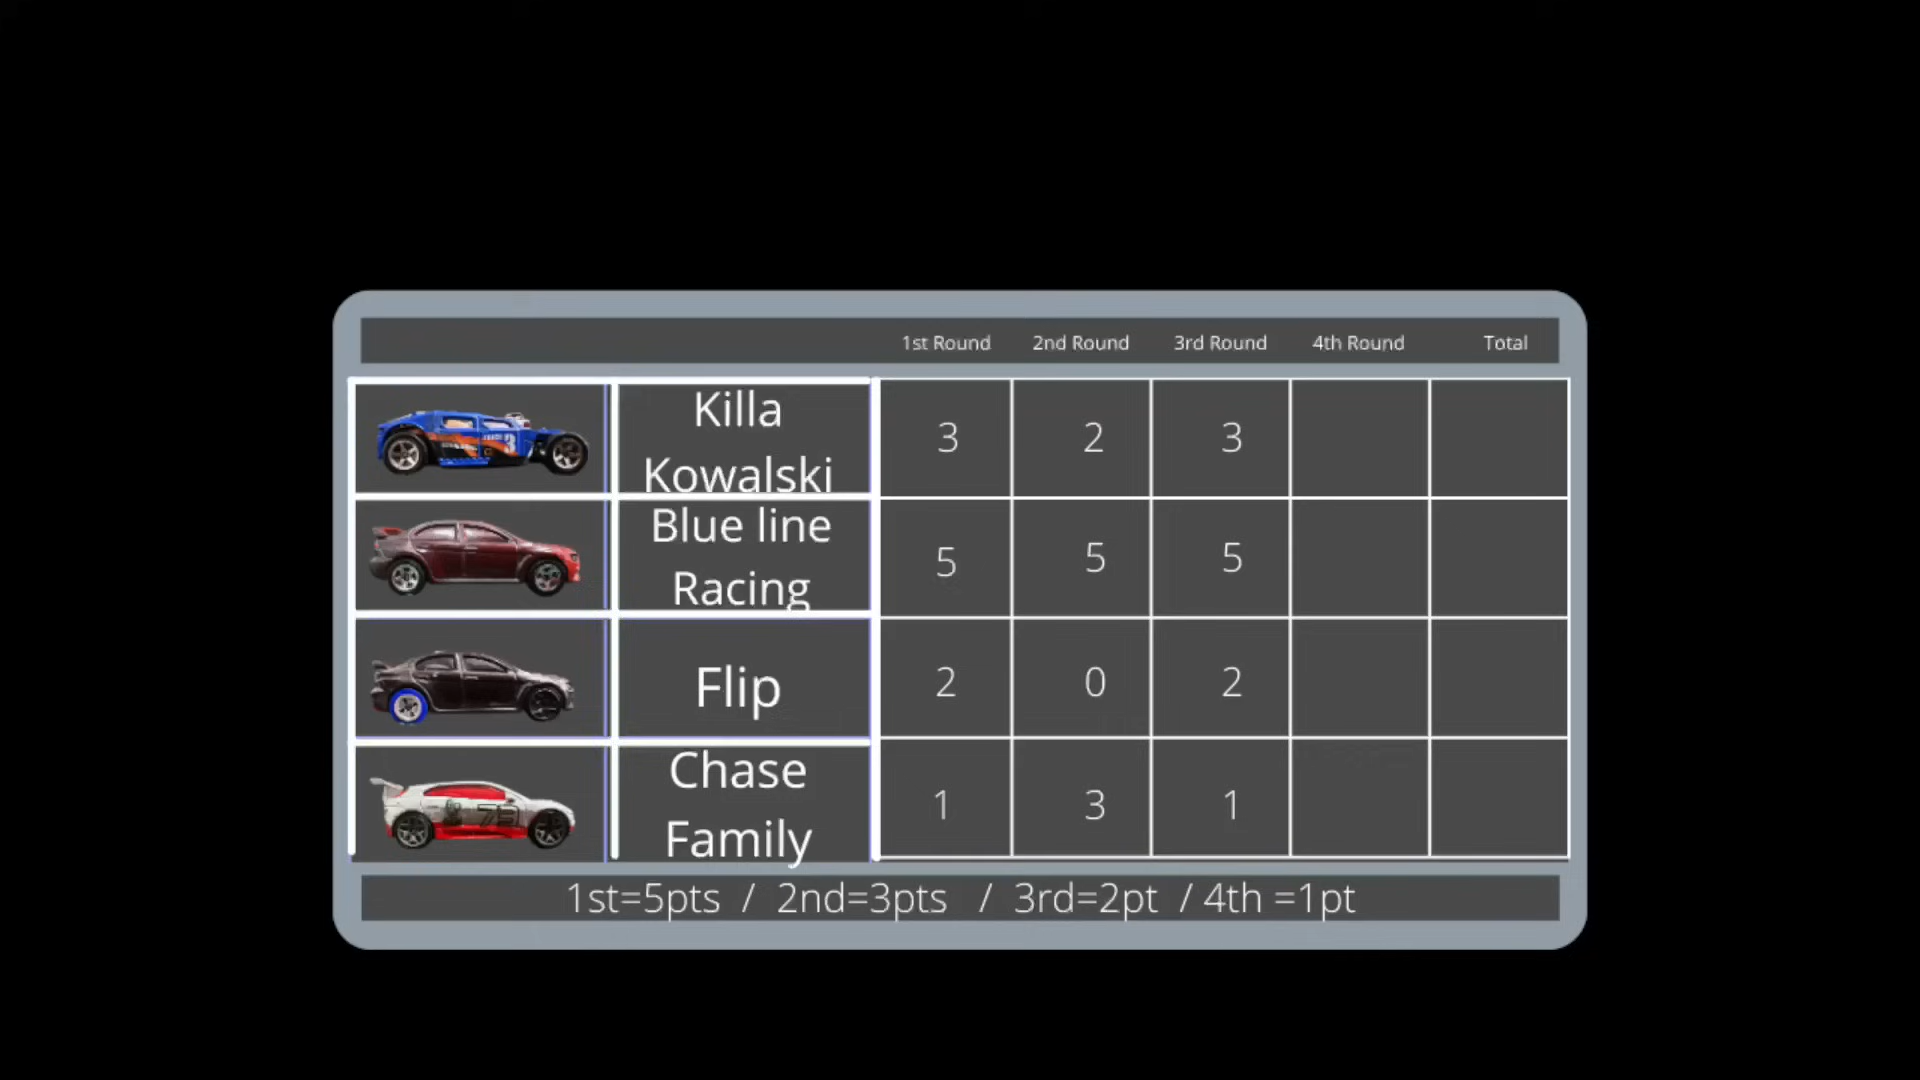 1st Round 2nd Round 3rd Round 4th Round Total
Killa
Kowalski
3 2 3
Blue line
Racing
5 5 5
Flip
2 0 2
Chase
Family
1 3 1
1st=5pts / 2nd=3pts / 3rd=2pt / 4th =1pt